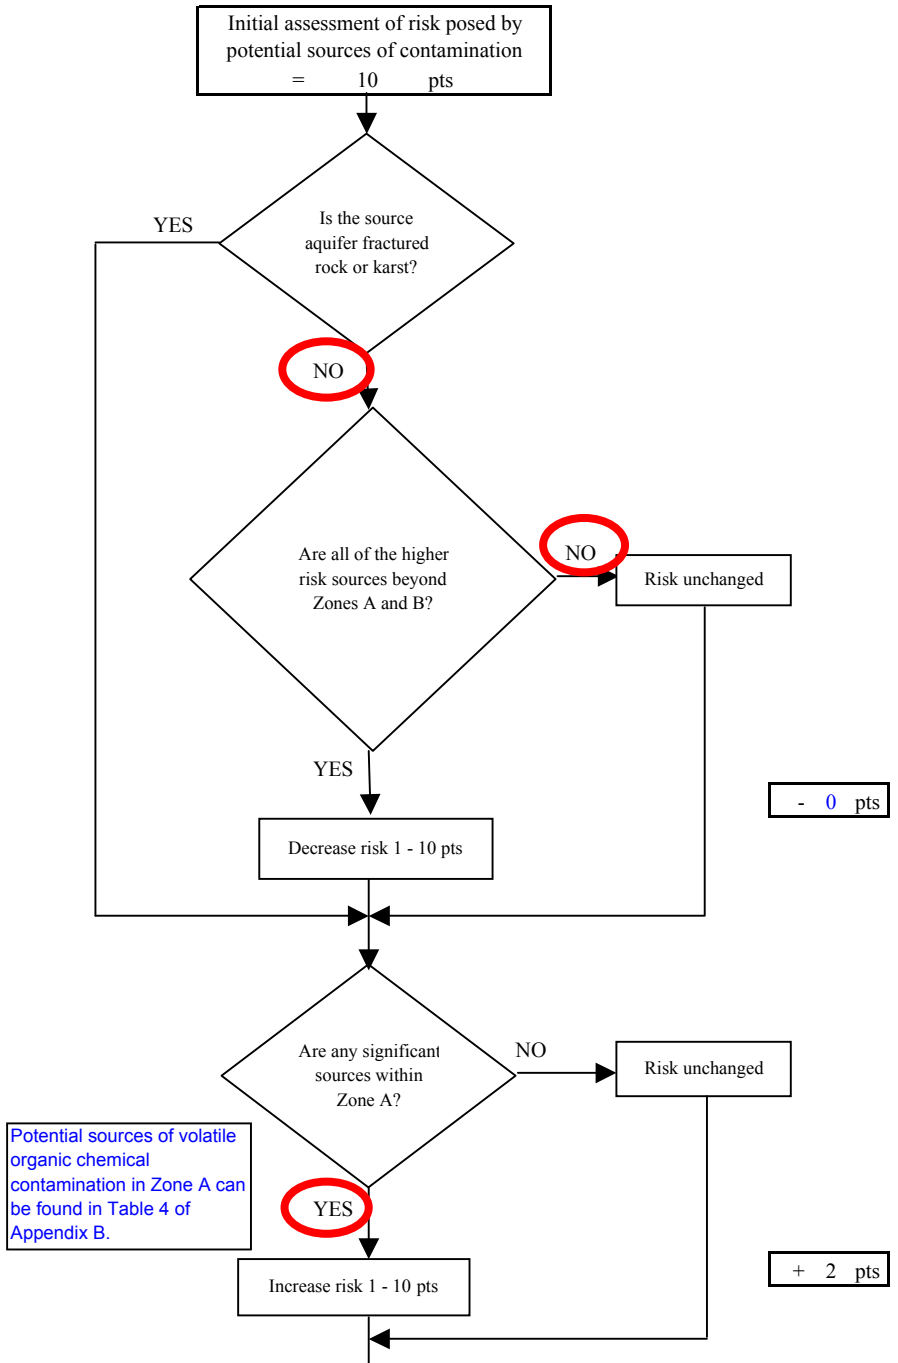 Initial assessment of risk posed by
potential sources of contamination
= 10 pts
YES
Is the source
aquifer fractured
rock or karst?
NO
Are all of the higher
risk sources beyond
Zones A and B?
NO
Risk unchanged
YES
- 0 pts
Decrease risk 1 - 10 pts
Are any significant
sources within
Zone A?
NO
Risk unchanged
Potential sources of volatile
organic chemical
contamination in Zone A can
be found in Table 4 of
Appendix B.
YES
+ 2 pts
Increase risk 1 - 10 pts